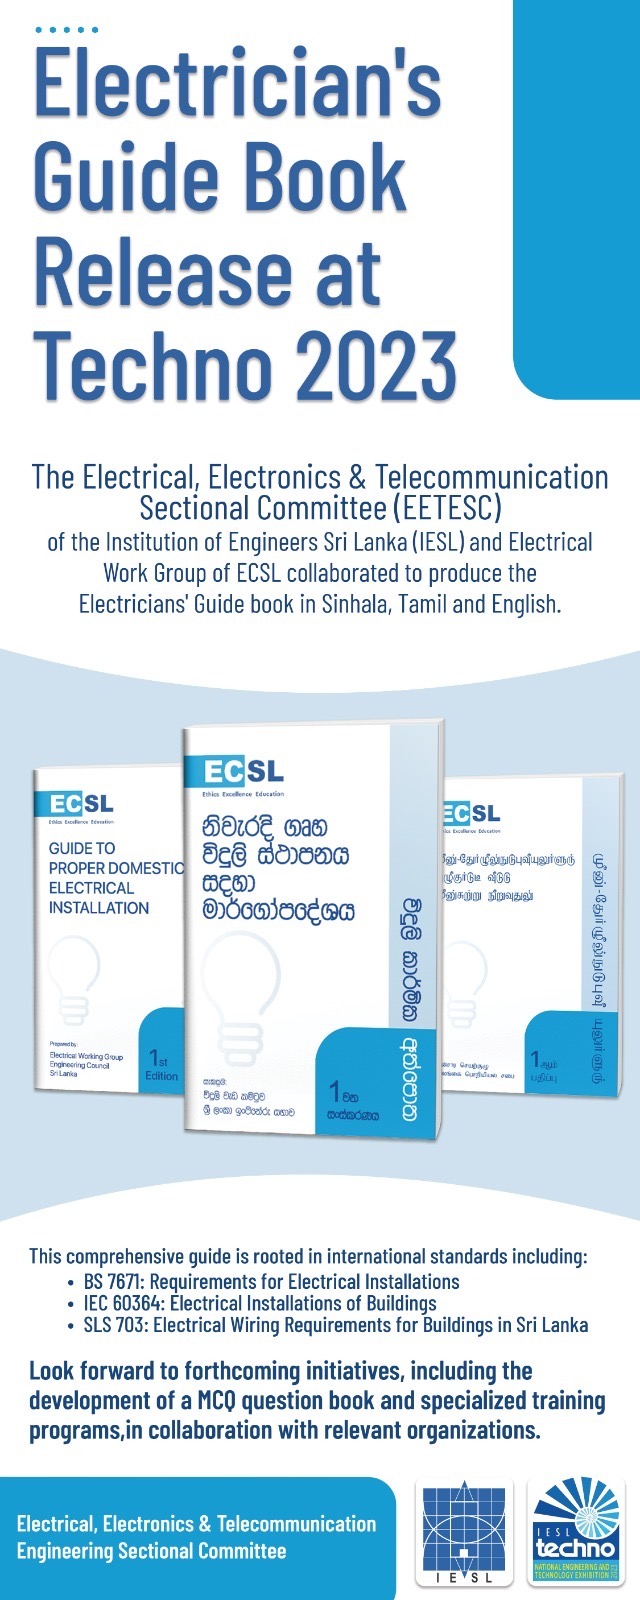 Electrician's
Guide Book
Release at
Techno 2023
The Electrical, Electronics & Telecommunication
Sectional Committee (EETESC)
of the Institution of Engineers Sri Lanka (IESL) and Electrical
Work Group of ECSL collaborated to produce the
Electricians' Guide book in Sinhala, Tamil and English.
ECSL
Ethics Excellence Education
GUIDE TO
PROPER DOMESTIC
ELECTRICAL
INSTALLATION
Prepared by:
Electrical Working Group
Engineering Council
Sri Lanka
1st
Edition
ECSL
Ethics Excellence Education
නිවැරදි ගෘහ
විදුලි ස්ථාපනය
සඳහා
මාර්ගෝපදේශය
සැකසුම:
විදුලි වැඩ කමිටුව
ශ්‍රී ලංකා ඉංජිනේරු සභාව
1වන
සංස්කරණය
ECSL
Ethics Excellence Education
1ஆம்
பதிப்பு
This comprehensive guide is rooted in international standards including:
• BS 7671: Requirements for Electrical Installations
• IEC 60364: Electrical Installations of Buildings
• SLS 703: Electrical Wiring Requirements for Buildings in Sri Lanka
Look forward to forthcoming initiatives, including the
development of a MCQ question book and specialized training
programs,in collaboration with relevant organizations.
Electrical, Electronics & Telecommunication
Engineering Sectional Committee
IESL
IESL
techno
NATIONAL ENGINEERING AND
TECHNOLOGY EXHIBITION